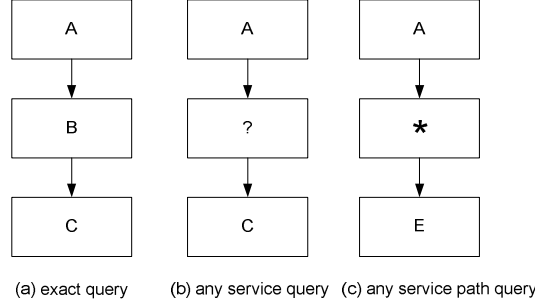 A A A
B ? *
C C E
(a) exact query (b) any service query (c) any service path query